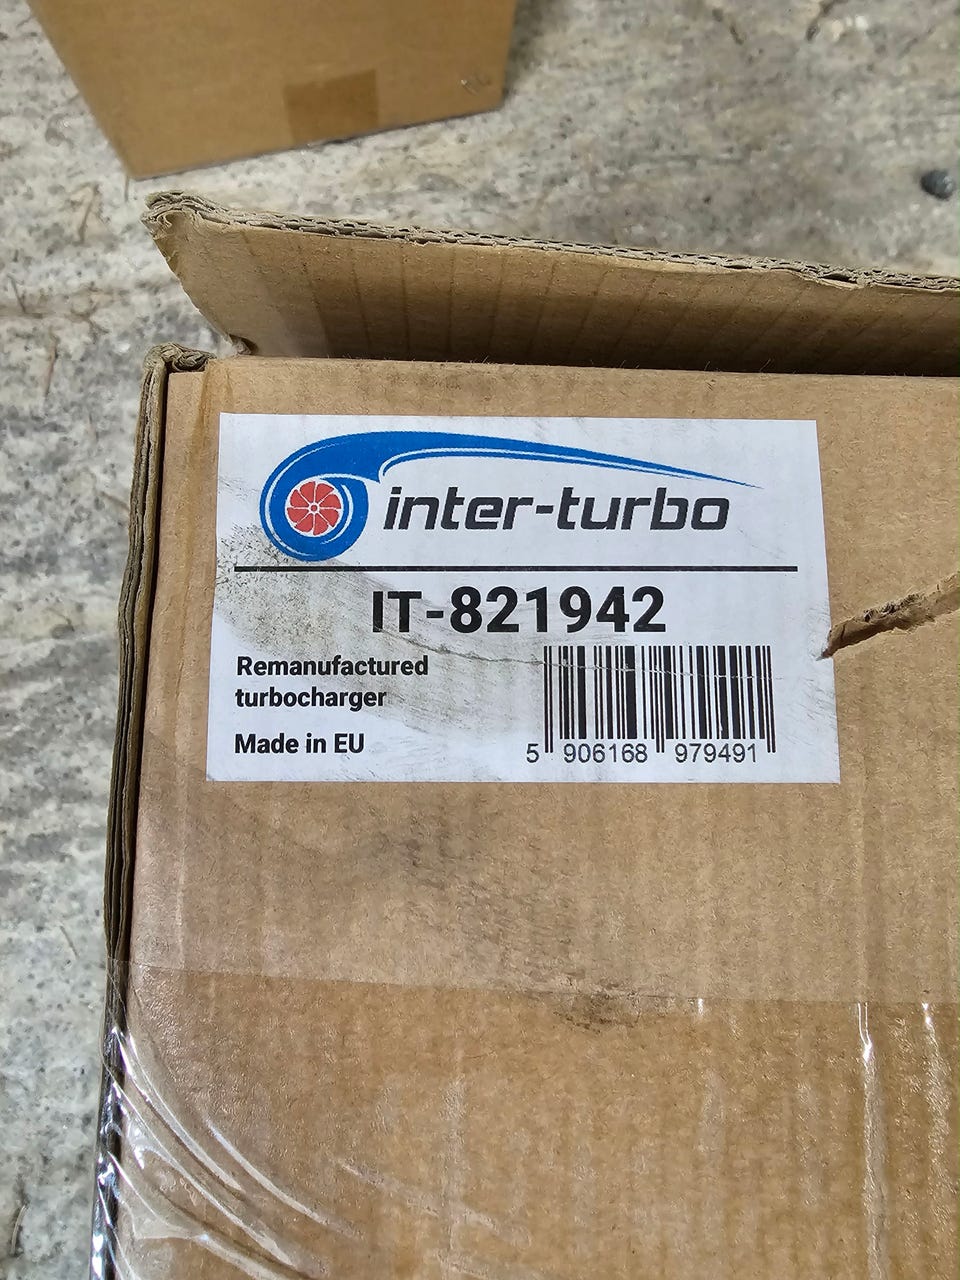 inter-turbo
IT-821942
Remanufactured
turbocharger
Made in EU
5 906168 979491